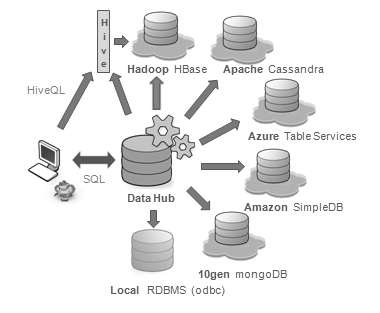 Hive
Hadoop HBase
Apache Cassandra
HiveQL
Azure Table Services
SQL
Data Hub
Amazon SimpleDB
10gen mongoDB
Local RDBMS (odbc)